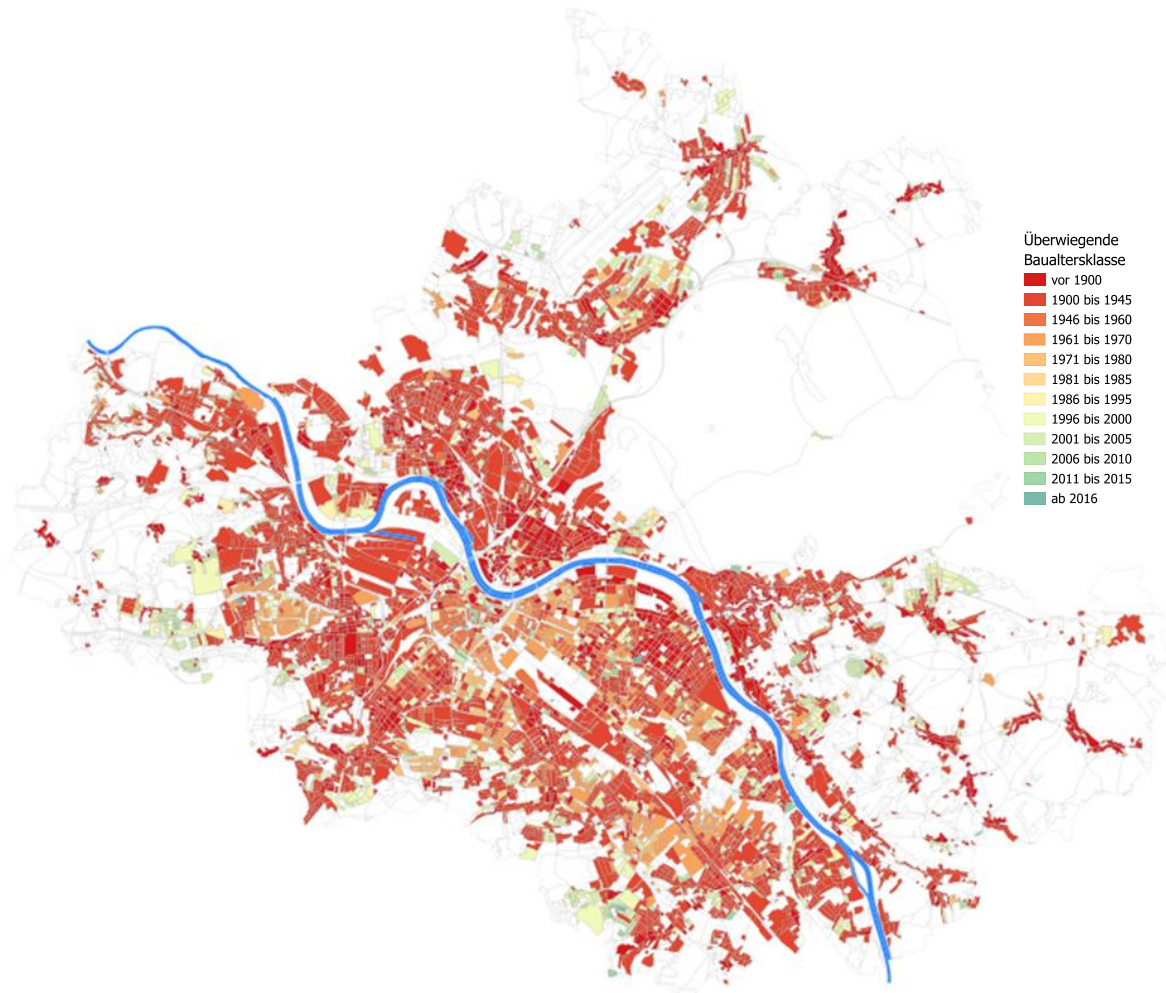 Überwiegende
Baualtersklasse
vor 1900
1900 bis 1945
1946 bis 1960
1961 bis 1970
1971 bis 1980
1981 bis 1985
1986 bis 1995
1996 bis 2000
2001 bis 2005
2006 bis 2010
2011 bis 2015
ab 2016